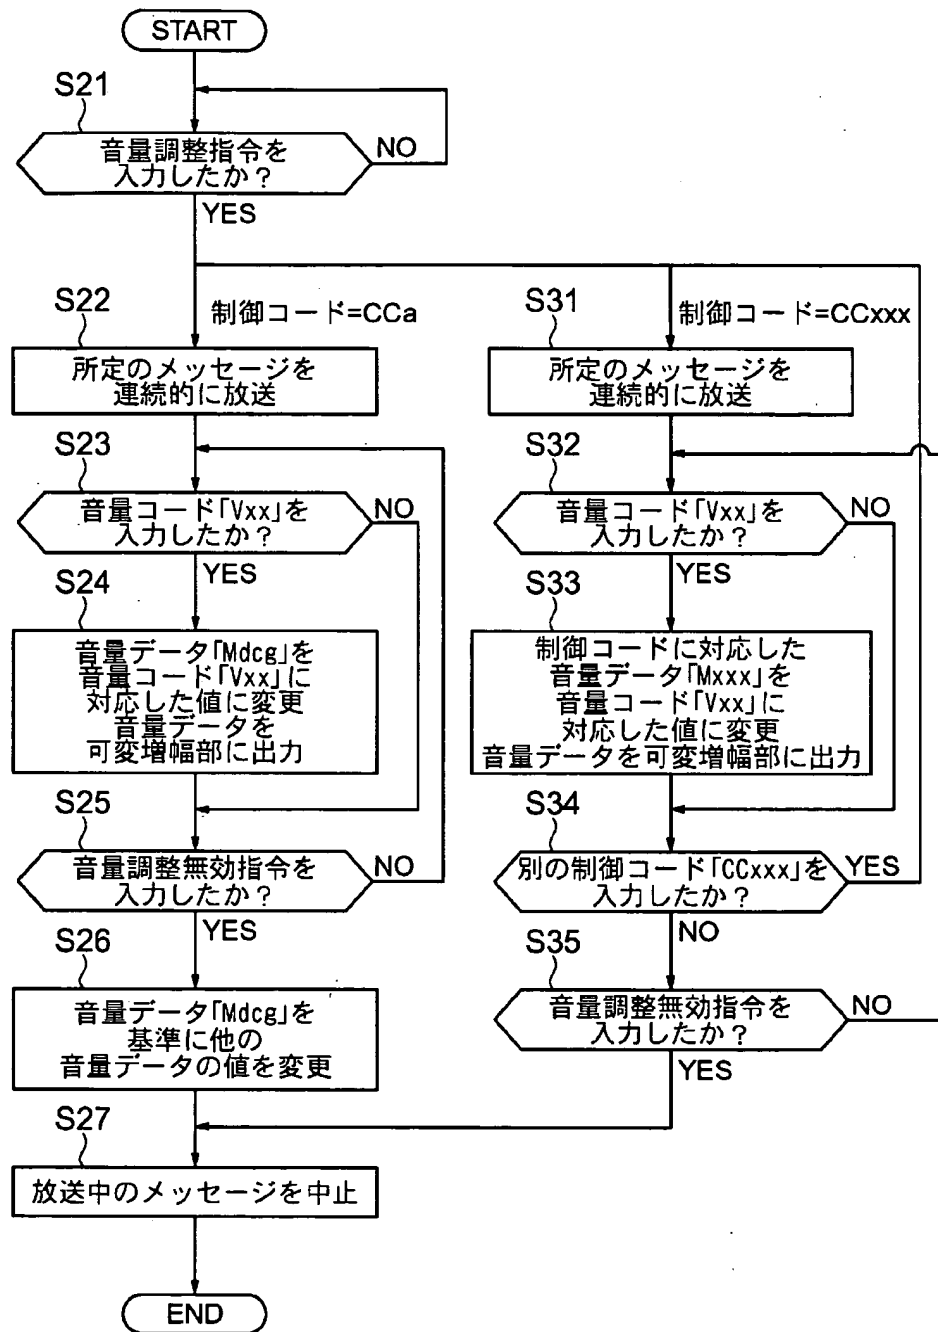 START
S21
音量調整指令を
入力したか？
NO
YES
S22
制御コード=CCa
所定のメッセージを
連続的に放送
S23
音量コード「Vxx」を
入力したか？
NO
YES
S24
音量データ「Mdcg」を
音量コード「Vxx」に
対応した値に変更
音量データを
可変増幅部に出力
S25
音量調整無効指令を
入力したか？
NO
YES
S26
音量データ「Mdcg」を
基準に他の
音量データの値を変更
S27
放送中のメッセージを中止
END
S31
制御コード=CCxxx
所定のメッセージを
連続的に放送
S32
音量コード「Vxx」を
入力したか？
NO
YES
S33
制御コードに対応した
音量データ「Mxxx」を
音量コード「Vxx」に
対応した値に変更
音量データを可変増幅部に出力
S34
別の制御コード「CCxxx」を
入力したか？
YES
NO
S35
音量調整無効指令を
入力したか？
NO
YES